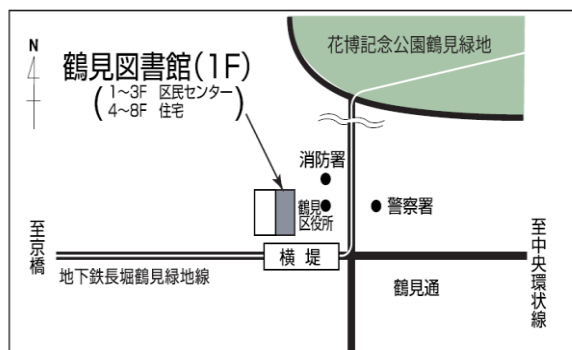 N
花博記念公園鶴見緑地
鶴見図書館(1F)
(1~3F 区民センター
4~8F 住宅)
消防署
鶴見
区役所
警察署
至京橋
横堤
至中央環状線
地下鉄長堀鶴見緑地線
鶴見通